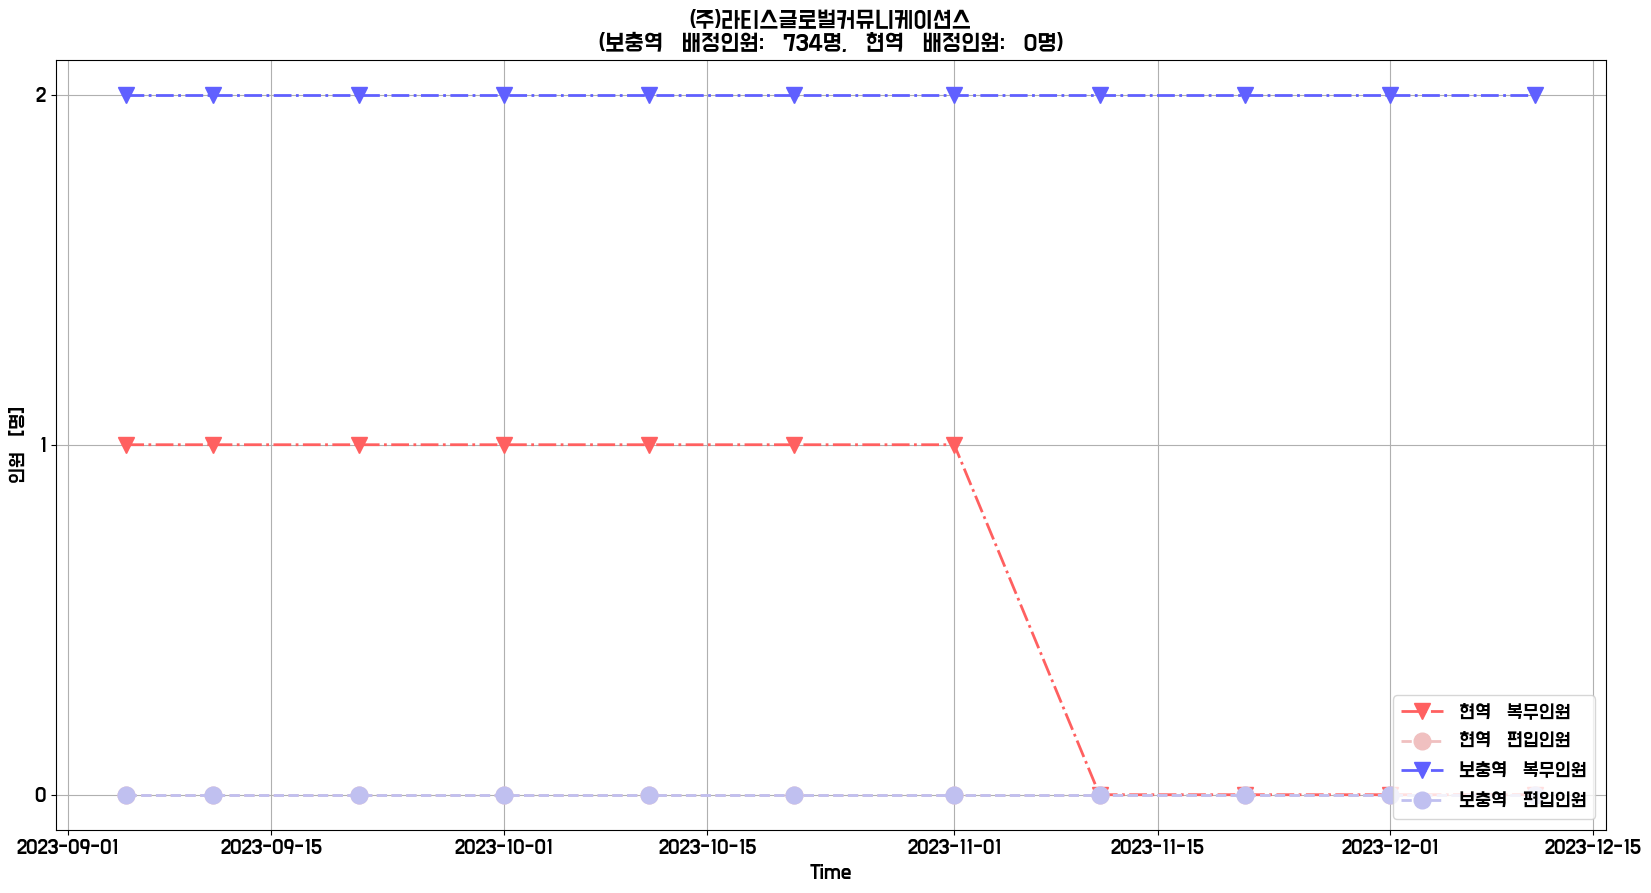 (주)라티스글로벌커뮤니케이션스
(보충역 배정인원: 734명, 현역 배정인원: 0명)
인원 [명]
2
1
0
현역 복무인원
현역 편입인원
보충역 복무인원
보충역 편입인원
2023-09-01 2023-09-15 2023-10-01 2023-10-15 2023-11-01 2023-11-15 2023-12-01 2023-12-15
Time